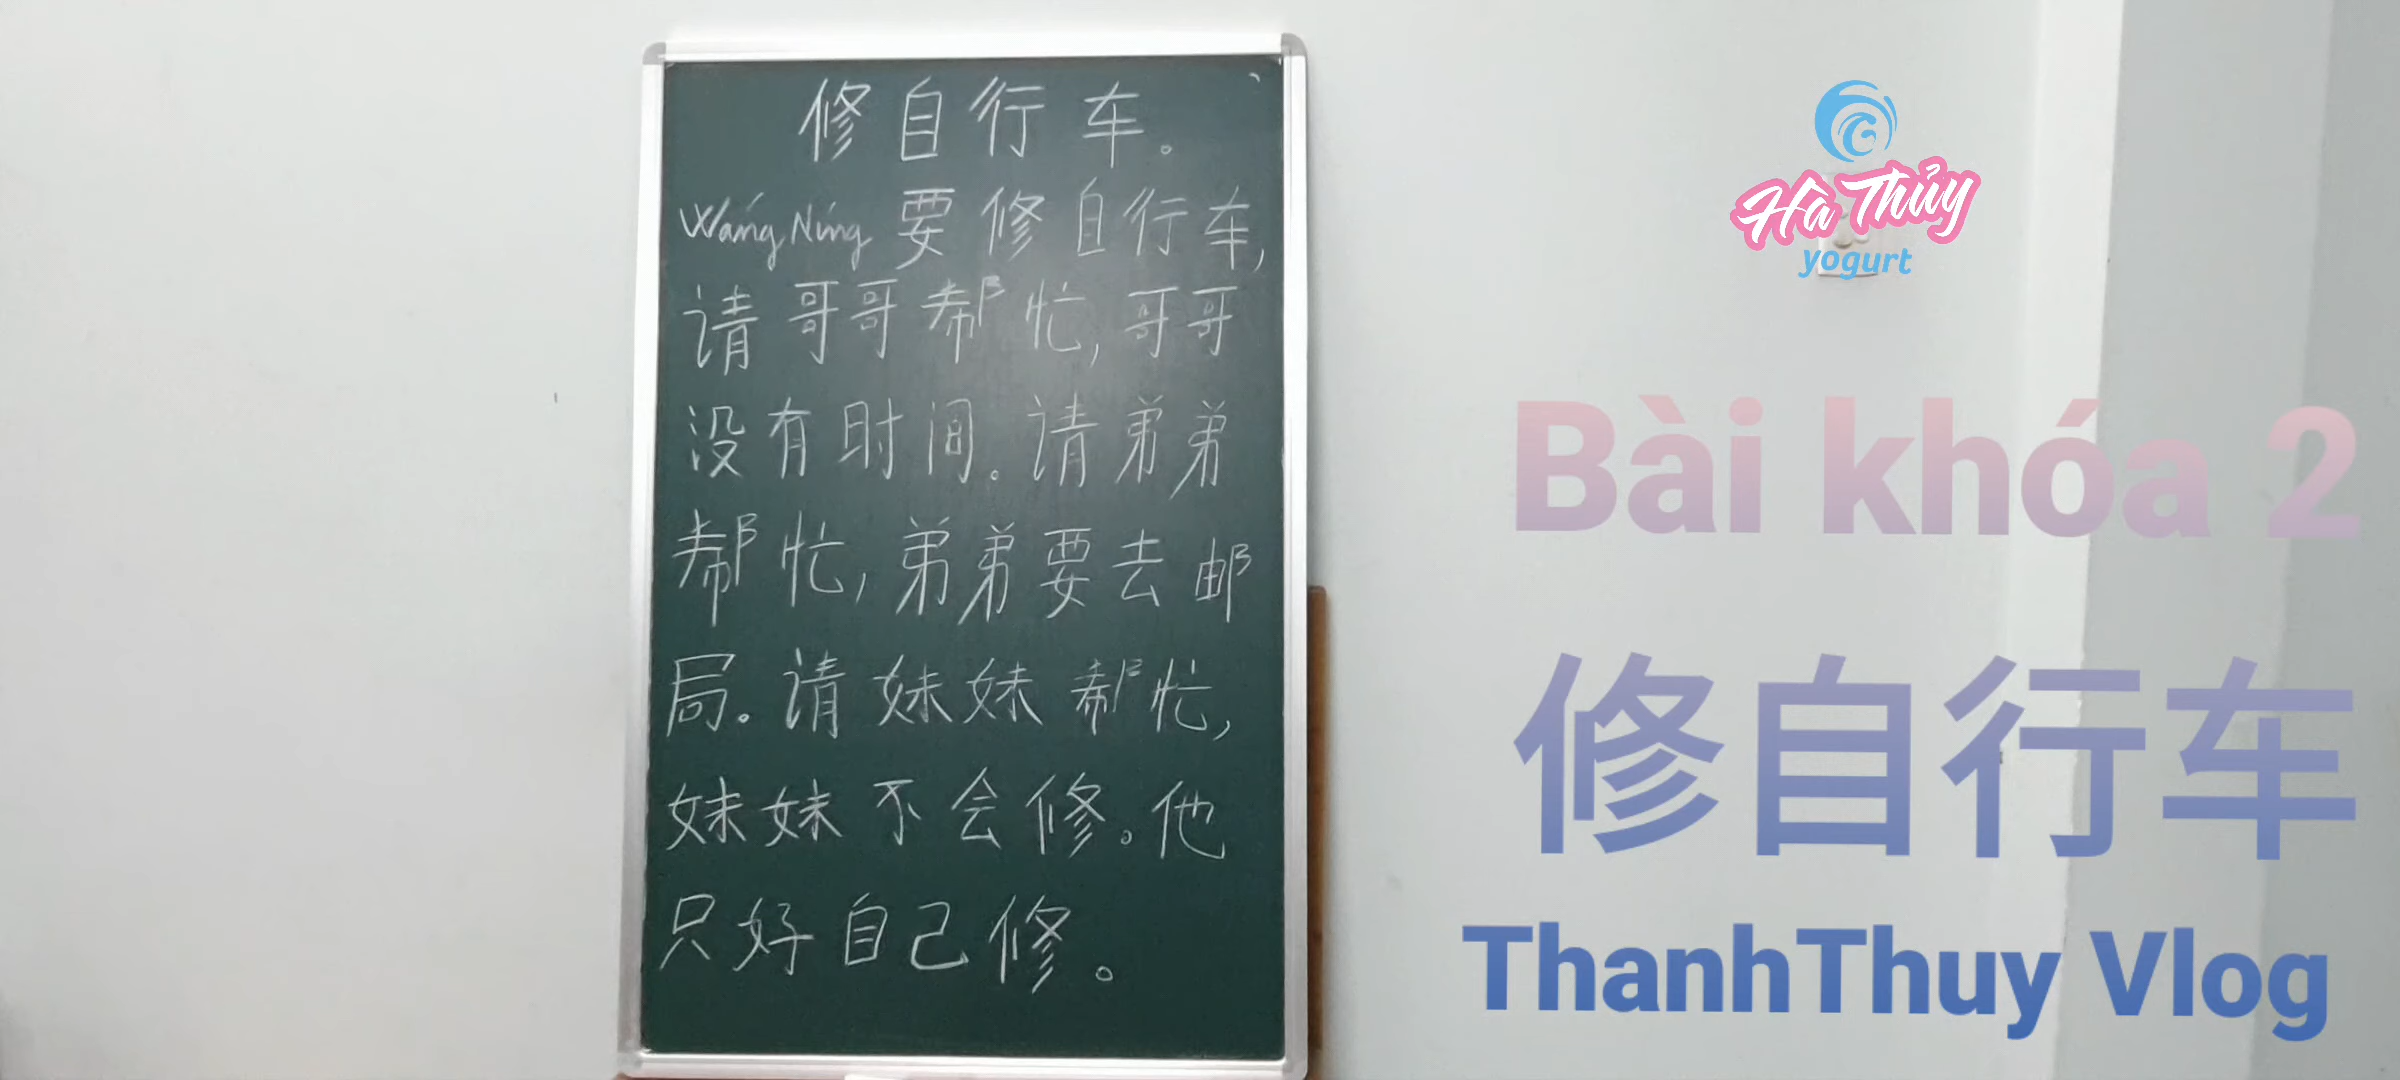 修自行车。
Wáng Níng 要修自行车,
请哥哥帮忙,哥哥
没有时间。请弟弟
帮忙,弟弟要去邮
局。请妹妹帮忙,
妹妹不会修。他
只好自己修。
Hà Thủy
yogurt
Bài khóa 2
修自行车
ThanhThuy Vlog